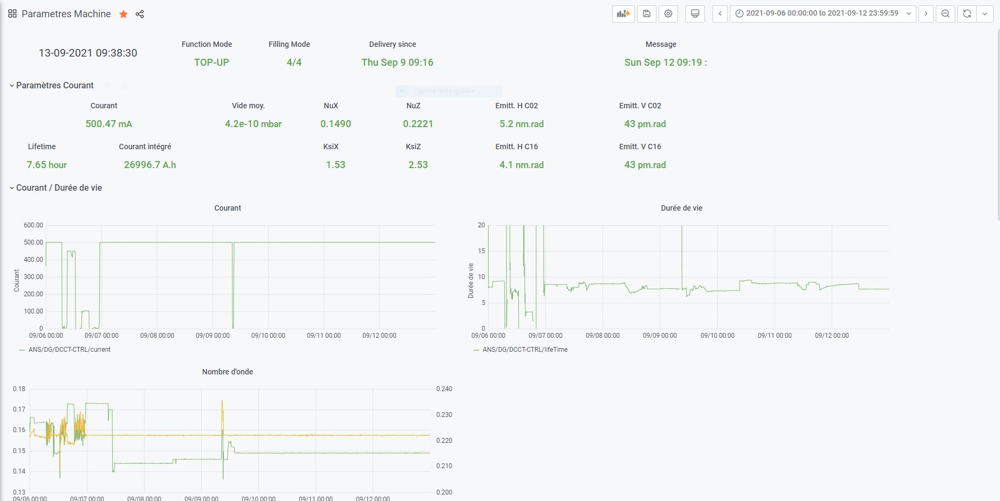 Parametres Machine
2021-09-06 00:00:00 to 2021-09-12 23:59:59
13-09-2021 09:38:30
Function Mode
TOP-UP
Filling Mode
4/4
Delivery since
Thu Sep 9 09:16
Message
Sun Sep 12 09:19 :
Paramètres Courant
Capture rectangulaire
Courant
500.47 mA
Vide moy.
4.2e-10 mbar
NuX
0.1490
NuZ
0.2221
Emitt. H C02
5.2 nm.rad
Emitt. V C02
43 pm.rad
Lifetime
7.65 hour
Courant intégré
26996.7 A.h
KsiX
1.53
KsiZ
2.53
Emitt. H C16
4.1 nm.rad
Emitt. V C16
43 pm.rad
Courant / Durée de vie
Courant
600.00
500.00
400.00
300.00
200.00
100.00
0
Courant
09/06 00:00 09/07 00:00 09/08 00:00 09/09 00:00 09/10 00:00 09/11 00:00 09/12 00:00
ANS/DG/DCCT-CTRL/current
Durée de vie
20
15
10
5
0
Durée de vie
09/06 00:00 09/07 00:00 09/08 00:00 09/09 00:00 09/10 00:00 09/11 00:00 09/12 00:00
ANS/DG/DCCT-CTRL/lifeTime
Nombre d'onde
0.18
0.17
0.16
0.15
0.14
0.13
0.240
0.230
0.220
0.210
0.200
09/06 00:00 09/07 00:00 09/08 00:00 09/09 00:00 09/10 00:00 09/11 00:00 09/12 00:00